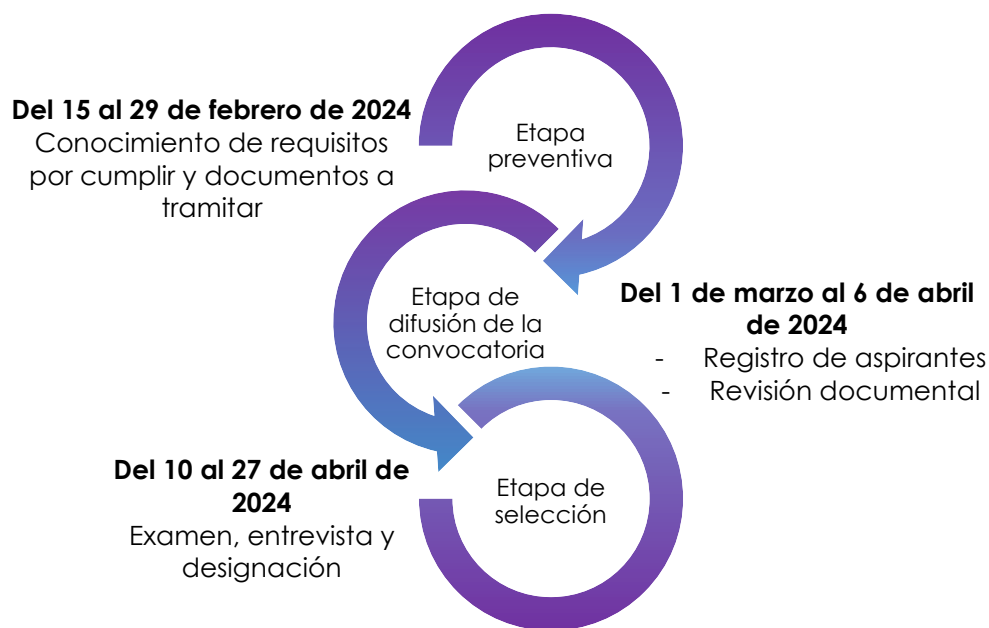 Del 15 al 29 de febrero de 2024
Conocimiento de requisitos
por cumplir y documentos a
tramitar
Etapa
preventiva
Etapa de
difusión de la
convocatoria
Del 1 de marzo al 6 de abril
de 2024
- Registro de aspirantes
- Revisión documental
Del 10 al 27 de abril de
2024
Examen, entrevista y
designación
Etapa de
selección